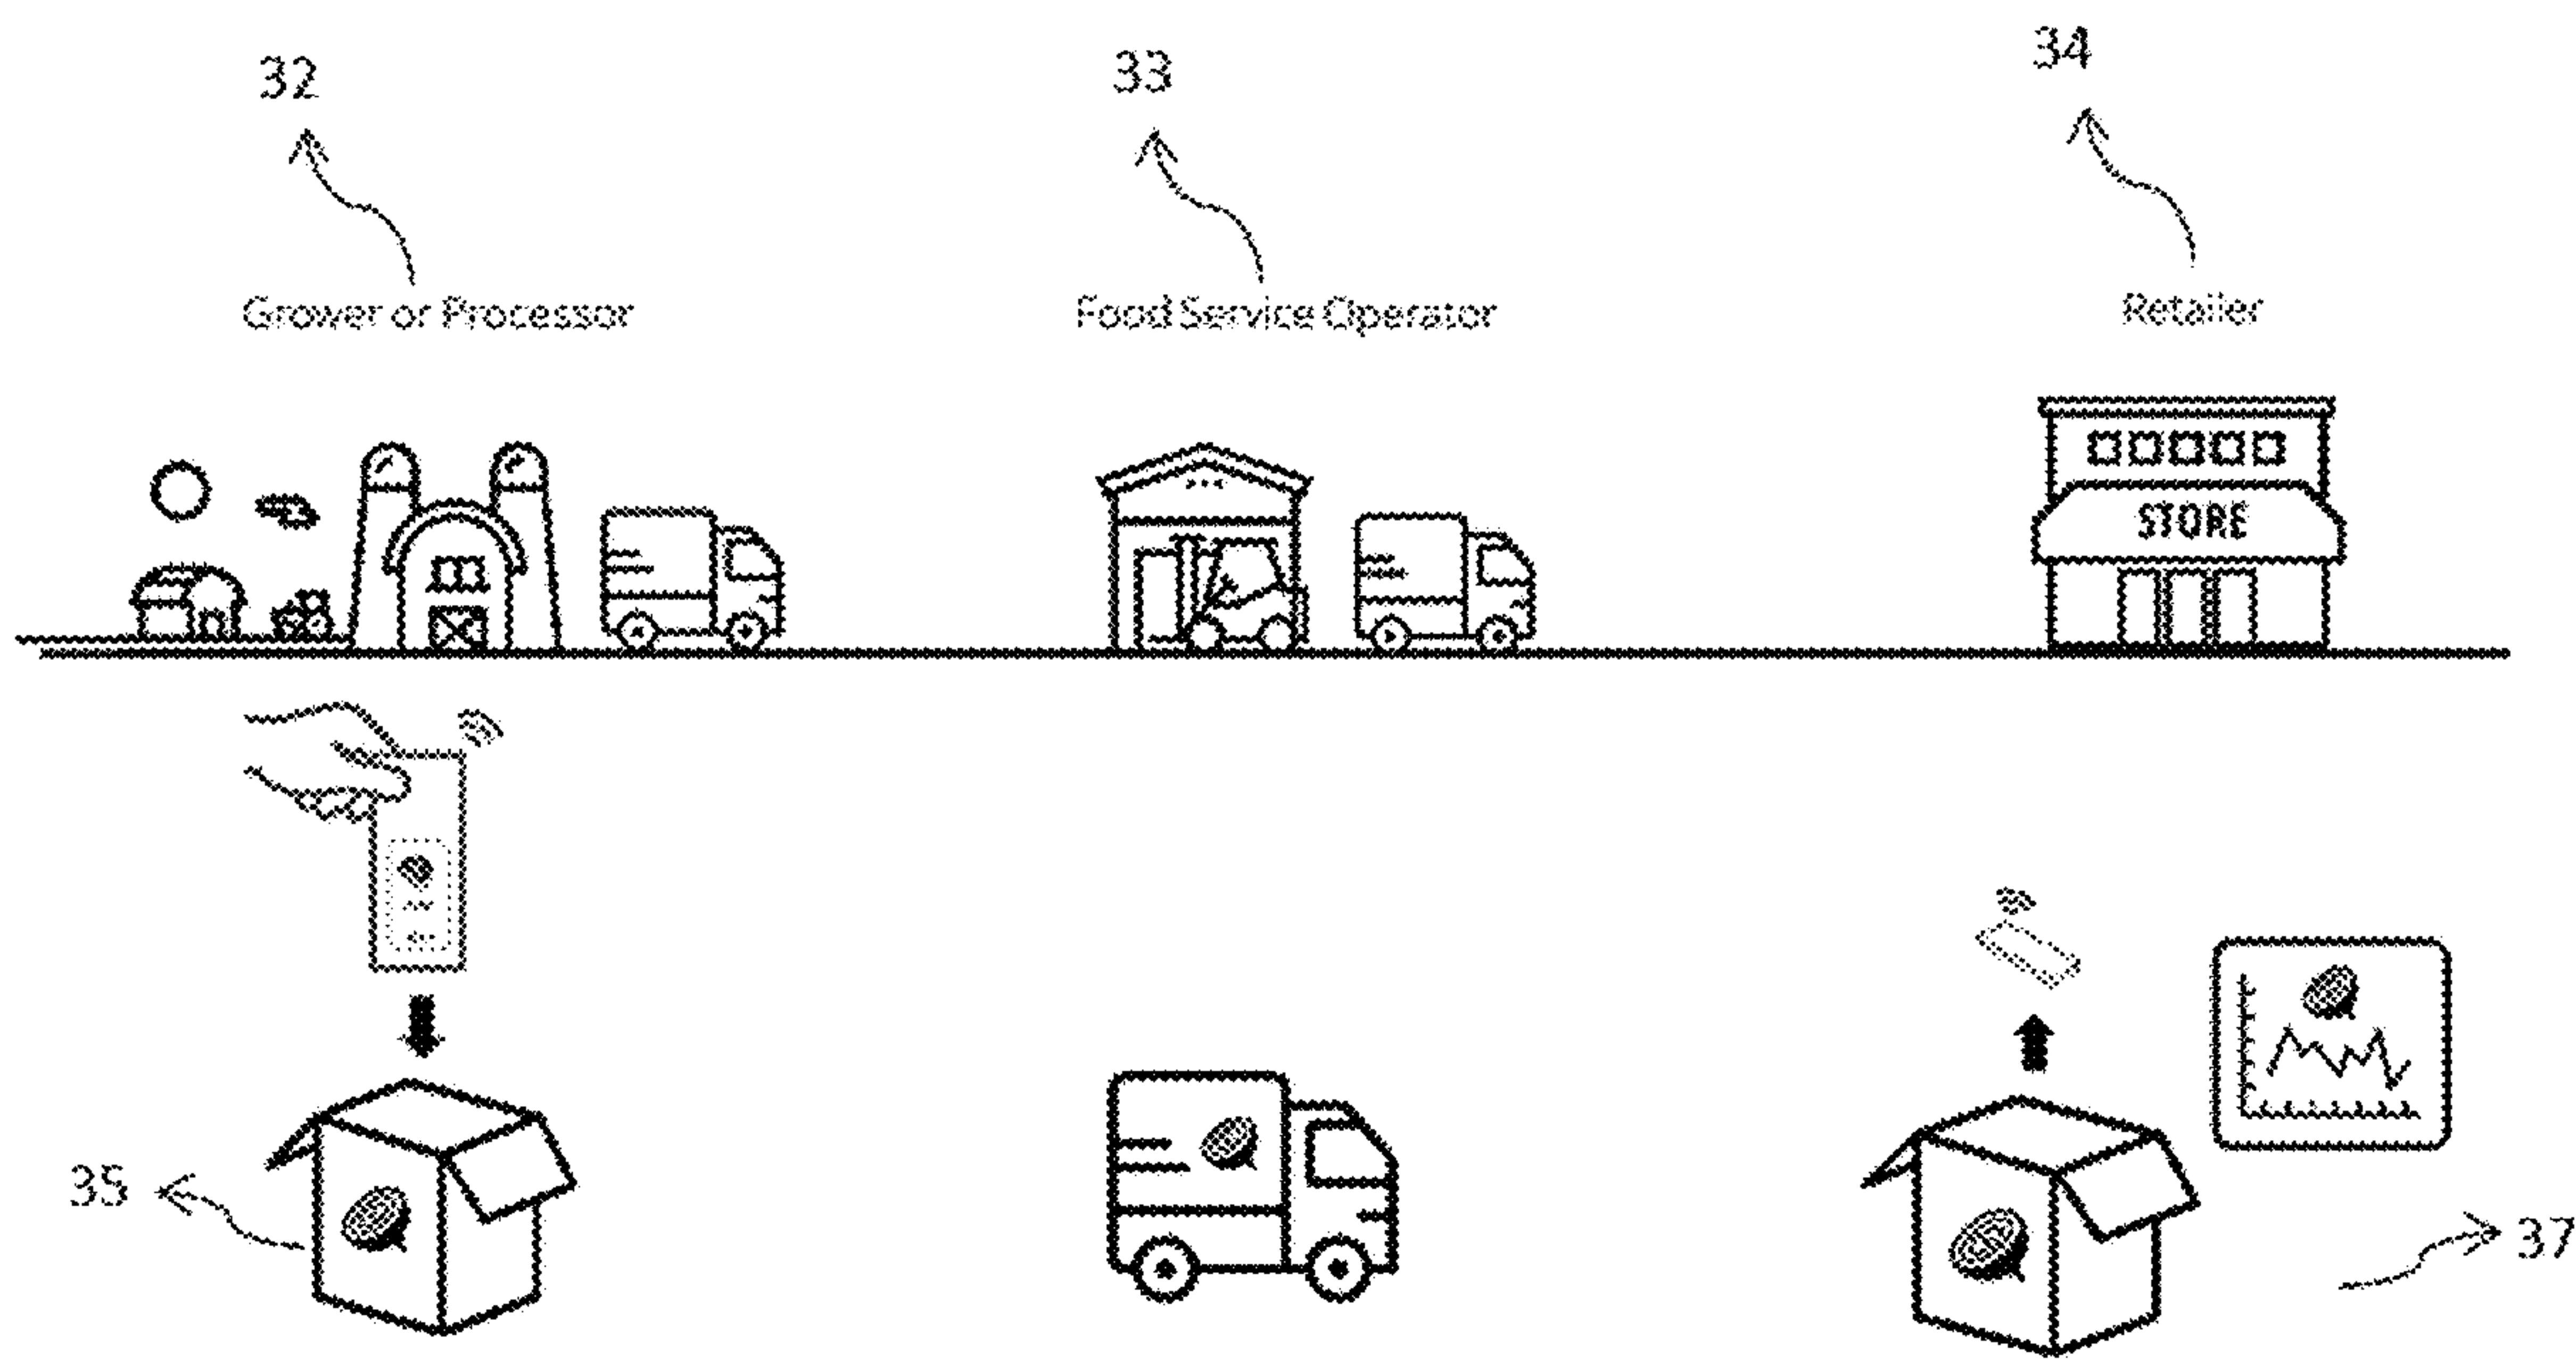 32
33
34
Grower or Processor
Food Service Operator
Retailer
STORE
35
37